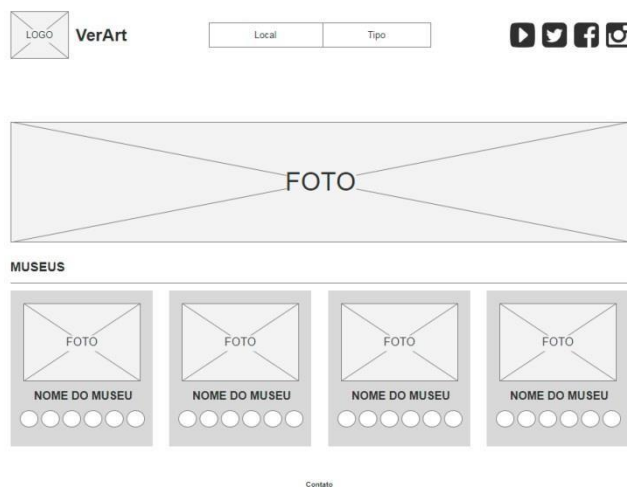 LOGO VerArt Local Tipo
FOTO
MUSEUS
FOTO FOTO FOTO FOTO
NOME DO MUSEU NOME DO MUSEU NOME DO MUSEU NOME DO MUSEU
Contato